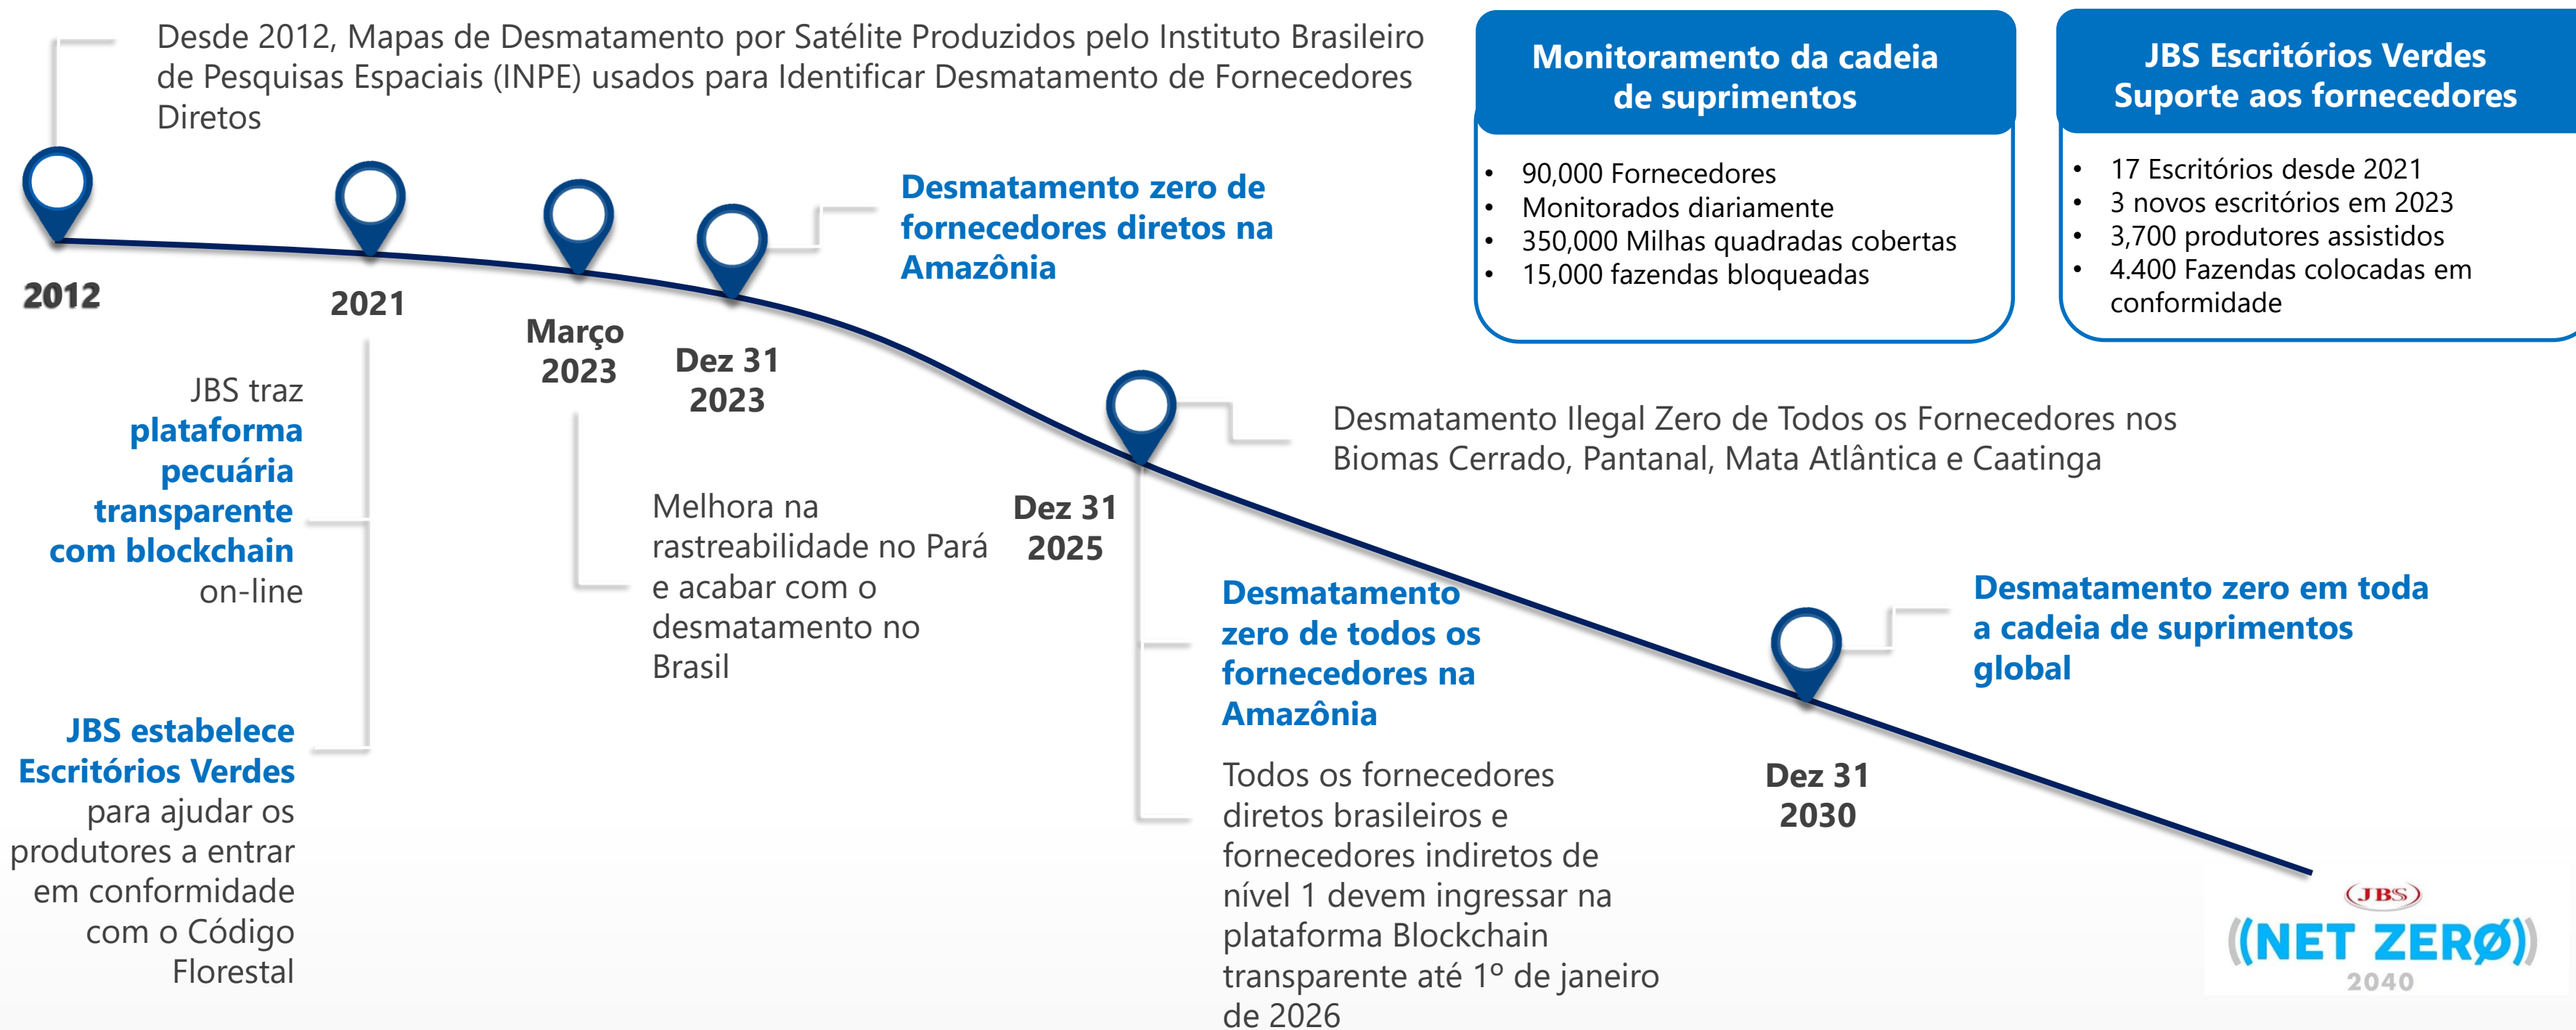 Desde 2012, Mapas de Desmatamento por Satélite Produzidos pelo Instituto Brasileiro
de Pesquisas Espaciais (INPE) usados para Identificar Desmatamento de Fornecedores
Diretos
Monitoramento da cadeia
de suprimentos
• 90,000 Fornecedores
• Monitorados diariamente
• 350,000 Milhas quadradas cobertas
• 15,000 fazendas bloqueadas
JBS Escritórios Verdes
Suporte aos fornecedores
• 17 Escritórios desde 2021
• 3 novos escritórios em 2023
• 3,700 produtores assistidos
• 4.400 Fazendas colocadas em
conformidade
2012
2021
JBS traz
plataforma
pecuária
transparente
com blockchain
on-line
JBS estabelece
Escritórios Verdes
para ajudar os
produtores a entrar
em conformidade
com o Código
Florestal
Março
2023
Melhora na
rastreabilidade no Pará
e acabar com o
desmatamento no
Brasil
Dez 31
2023
Desmatamento zero de
fornecedores diretos na
Amazônia
Dez 31
2025
Desmatamento Ilegal Zero de Todos os Fornecedores nos
Biomas Cerrado, Pantanal, Mata Atlântica e Caatinga
Desmatamento
zero de todos os
fornecedores na
Amazônia
Todos os fornecedores
diretos brasileiros e
fornecedores indiretos de
nível 1 devem ingressar na
plataforma Blockchain
transparente até 1º de janeiro
de 2026
Dez 31
2030
Desmatamento zero em toda
a cadeia de suprimentos
global
JBS
((NET ZERØ))
2040